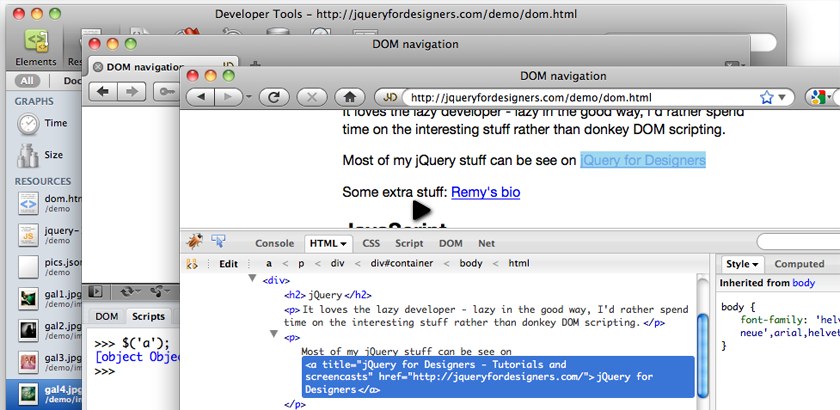 Developer Tools – http://jqueryfordesigners.com/demo/dom.html
Elements
All
Doc
GRAPHS
Time
Size
RESOURCES
dom.htm
/demo
jquery-
/demo
pics.json
/demo
gal1.jpg
/demo/im
gal2.jpg
/demo/im
gal3.jpg
/demo/im
gal4.jpg
/demo/im
DOM navigation
DOM navigation
DOM
Scripts
>>> $('a');
[object Obje
>>>
DOM navigation
http://jqueryfordesigners.com/demo/dom.html
It loves the lazy developer - lazy in the good way, I'd rather spend
time on the interesting stuff rather than donkey DOM scripting.
Most of my jQuery stuff can be see on jQuery for Designers
Some extra stuff: Remy's bio
JavaScript
Console HTML CSS Script DOM Net
Edit a < p < div < div#container < body < html
<div>
<h2>jQuery</h2>
<p>It loves the lazy developer - lazy in the good way, I'd rather spend
time on the interesting stuff rather than donkey DOM scripting.</p>
<p>
Most of my jQuery stuff can be see on
<a title="jQuery for Designers - Tutorials and
screencasts" href="http://jqueryfordesigners.com/">jQuery for
Designers</a>
</p>
Style Computed
Inherited from body
body {
font-family: 'helv
neue',arial,helvet
}